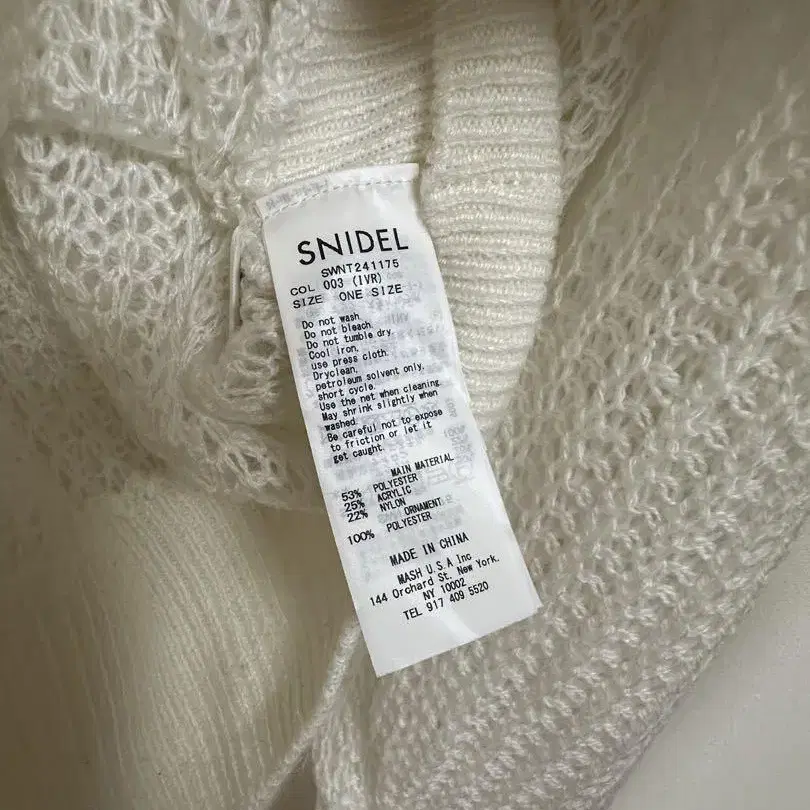 SNIDEL
SWNT241175
COL 003 (IVR)
SIZE ONE SIZE
Do not wash.
Do not bleach.
Do not tumble dry.
Cool iron.
use press cloth.
Dryclean.
petroleum solvent only.
short cycle.
Use the net when cleaning.
May shrink slightly when
washed.
Be careful not to expose
to friction or let it
get caught.
MAIN MATERIAL
53% POLYESTER
25% ACRYLIC
22% NYLON
ORNAMENT
100% POLYESTER
MADE IN CHINA
MASH U.S.A Inc
144 Orchard St. New York.
NY 10002
TEL 917 409 5520